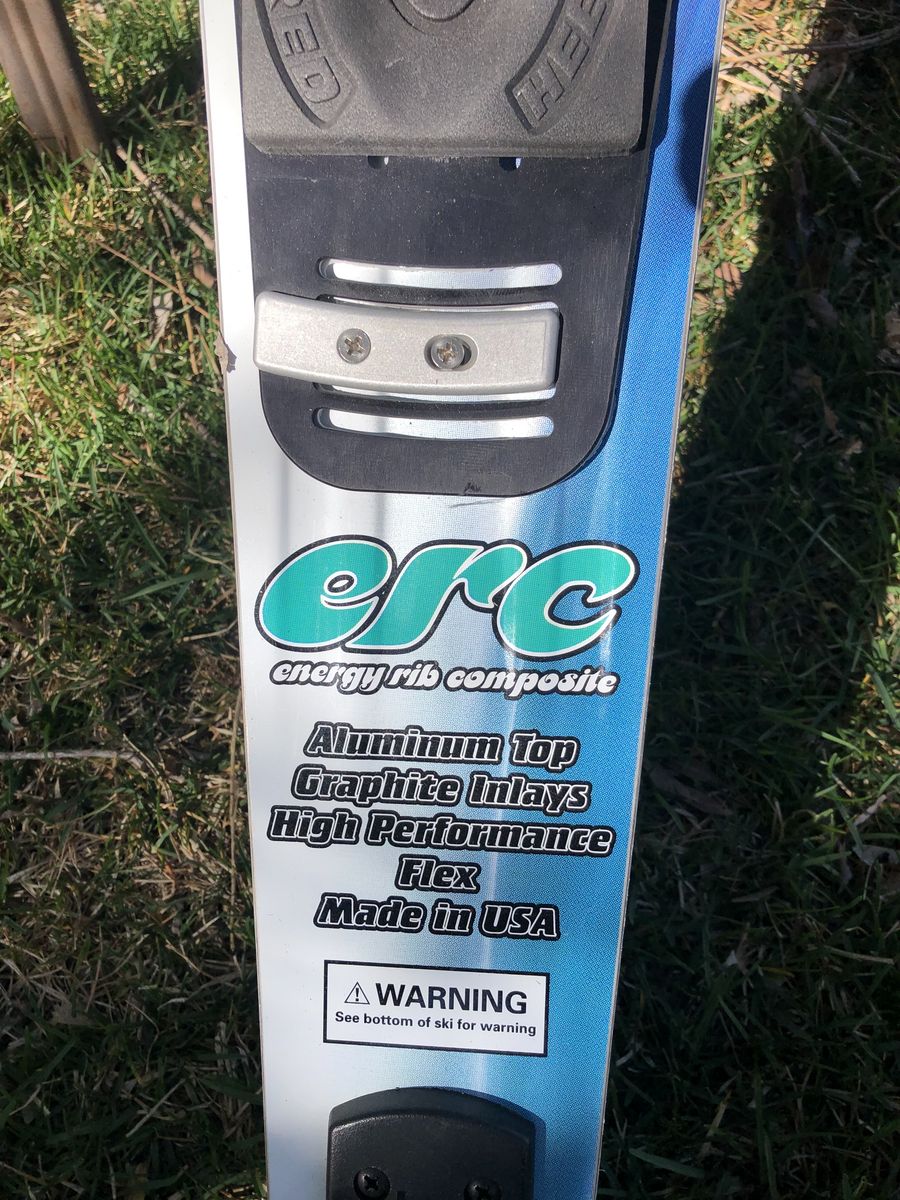 erc
energy rib composite
Aluminum Top
Graphite Inlays
High Performance
Flex
Made in USA
WARNING
See bottom of ski for warning